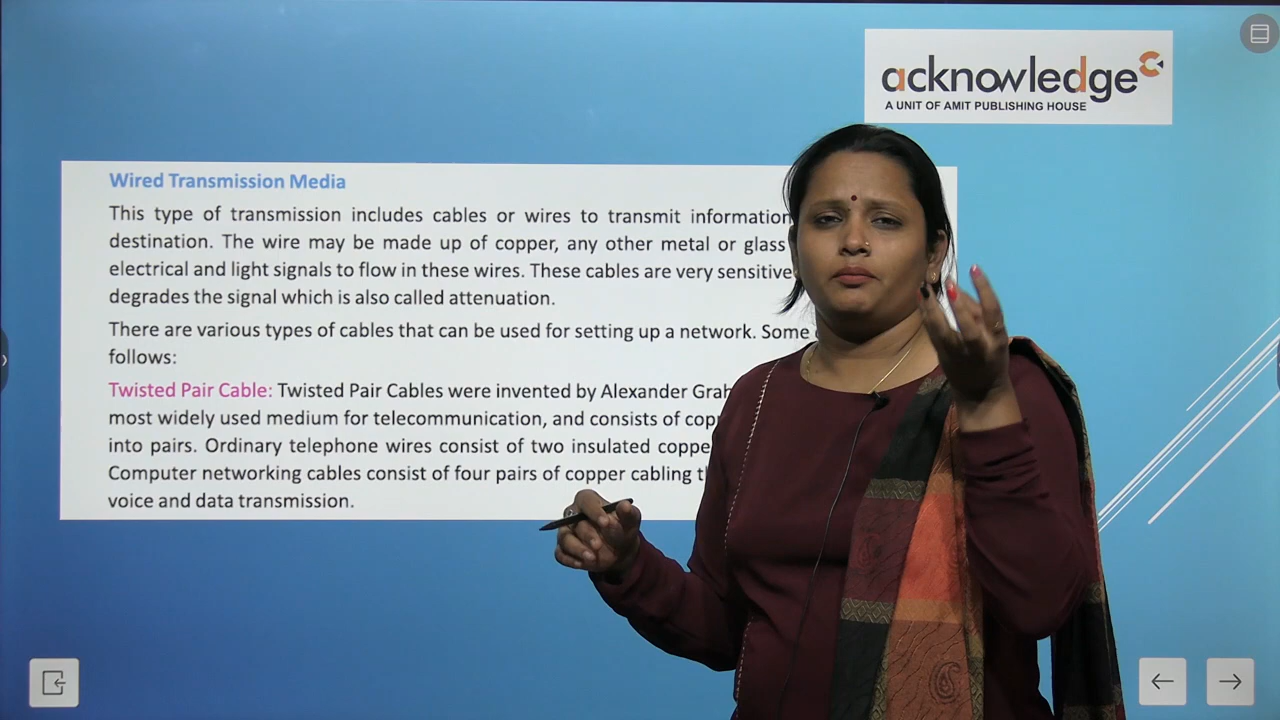 acknowledge
A UNIT OF AMIT PUBLISHING HOUSE
Wired Transmission Media
This type of transmission includes cables or wires to transmit information
destination. The wire may be made up of copper, any other metal or glass
electrical and light signals to flow in these wires. These cables are very sensitive
degrades the signal which is also called attenuation.
There are various types of cables that can be used for setting up a network. Some
follows:
Twisted Pair Cable: Twisted Pair Cables were invented by Alexander
most widely used medium for telecommunication, and consists of
into pairs. Ordinary telephone wires consist of two insulated
Computer networking cables consist of four pairs of copper cabling
voice and data transmission.